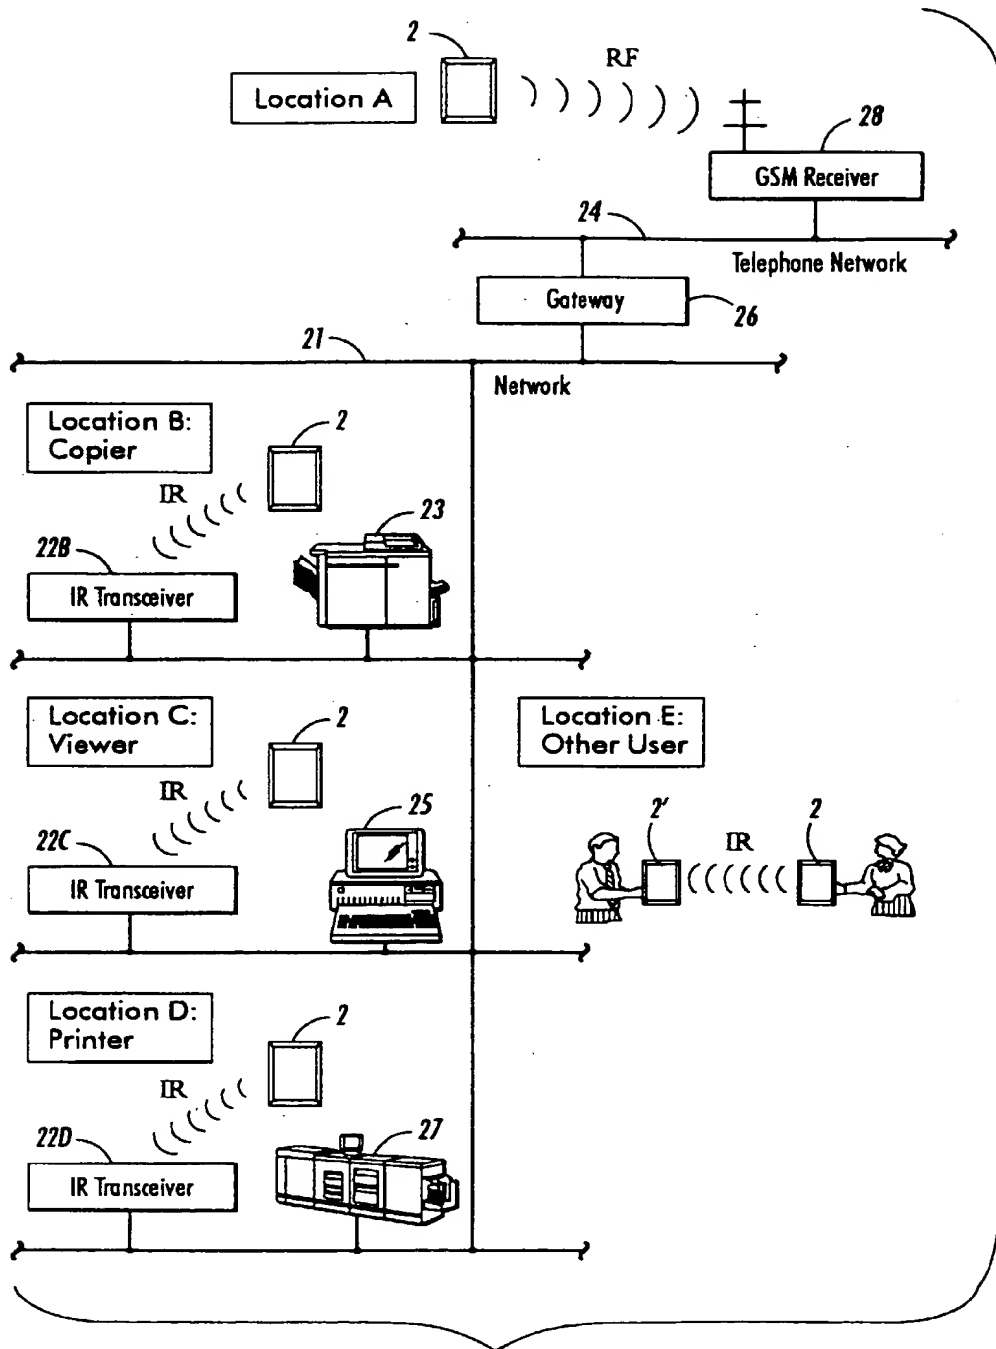 2
RF
Location A
28
GSM Receiver
24
Telephone Network
Gateway
26
21
Network
Location B:
Copier
2
IR
23
22B
IR Transceiver
Location C:
Viewer
2
IR
25
22C
IR Transceiver
Location E:
Other User
2'
IR
2
Location D:
Printer
2
IR
27
22D
IR Transceiver